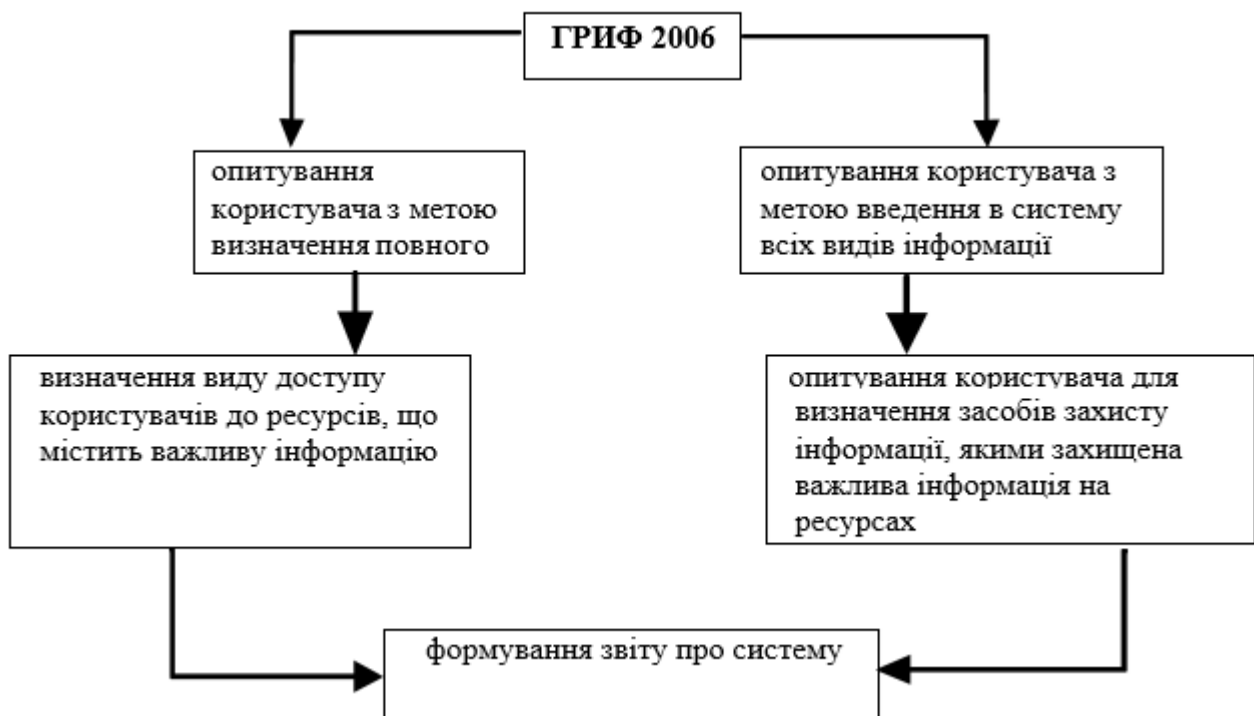 ГРИФ 2006
опитування
користувача з метою
визначення повного
опитування користувача з
метою введення в систему
всіх видів інформації
визначення виду доступу
користувачів до ресурсів, що
містить важливу інформацію
опитування користувача для
визначення засобів захисту
інформації, якими захищена
важлива інформація на
ресурсах
формування звіту про систему